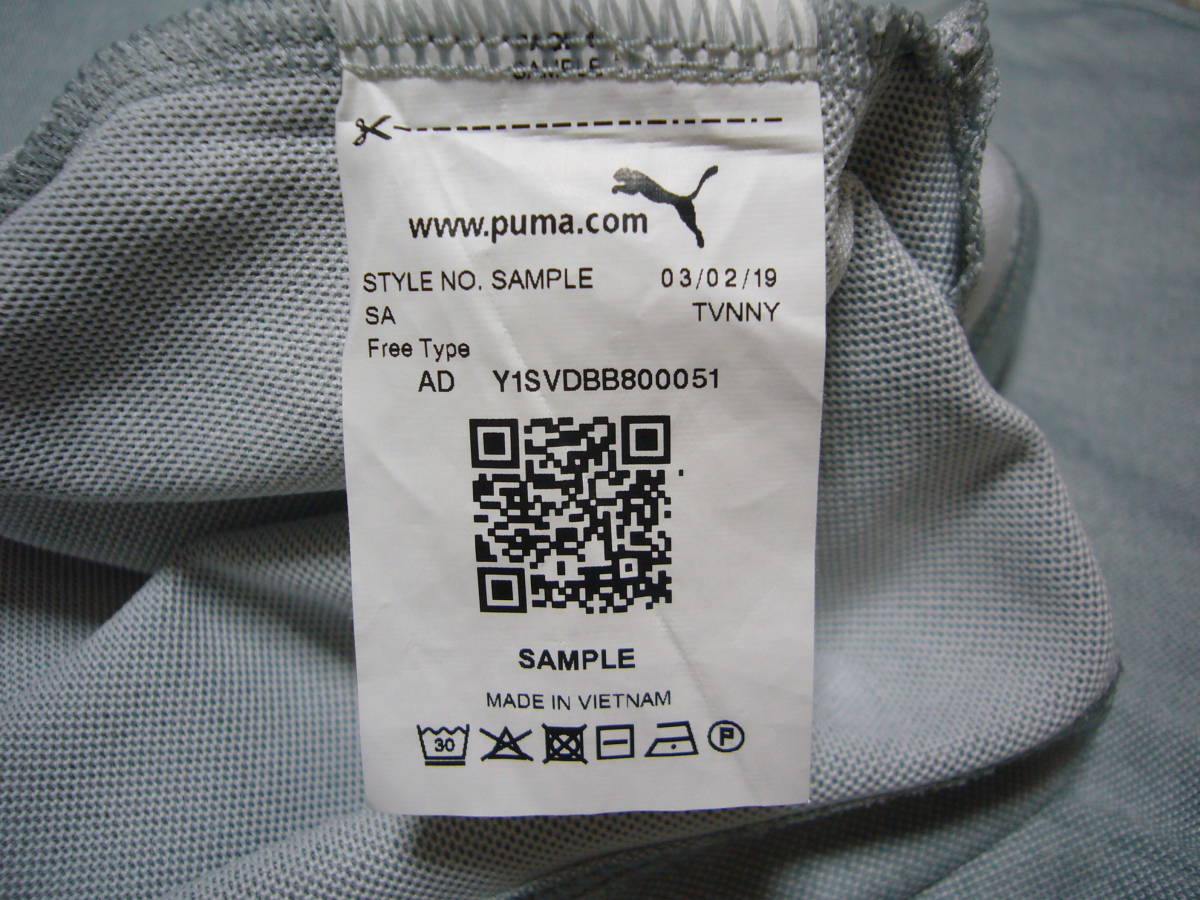 SAMPLE
www.puma.com
STYLE NO. SAMPLE 03/02/19
SA TVNNY
Free Type
AD Y1SVDBB800051
SAMPLE
MADE IN VIETNAM
30 P